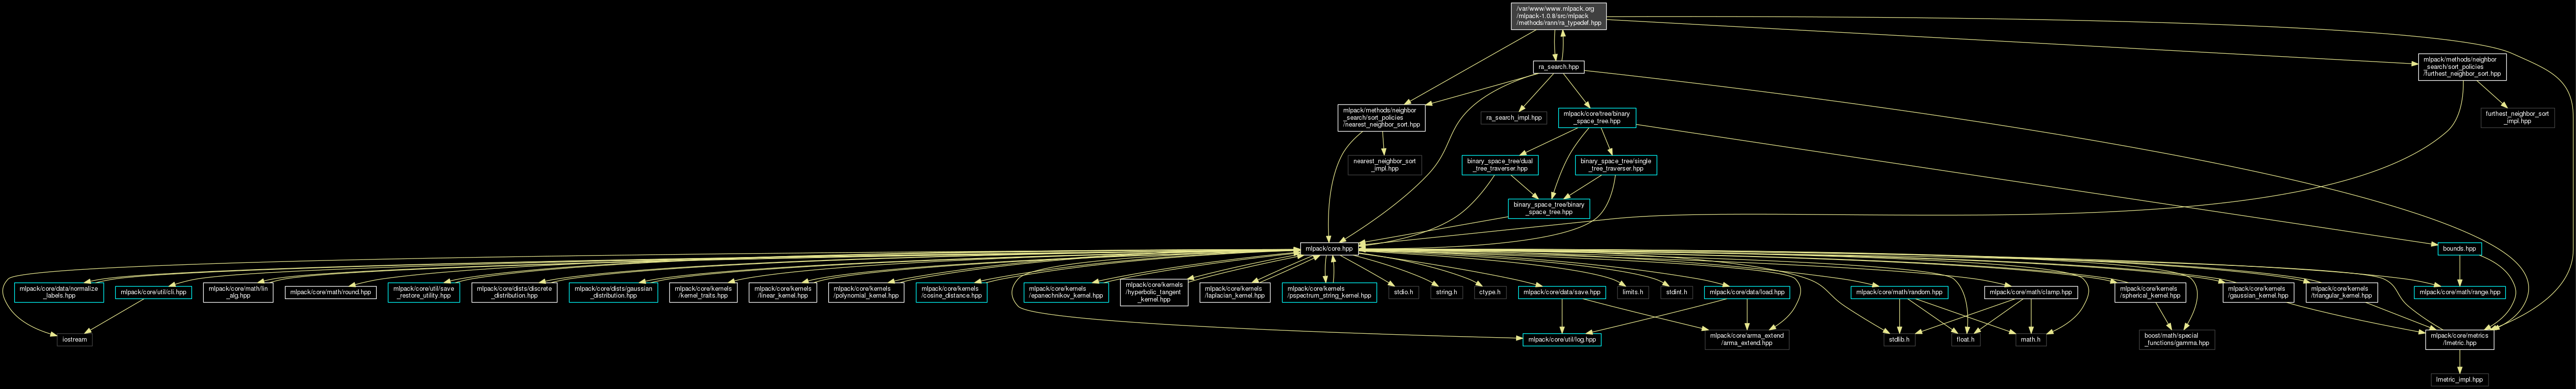 /var/www/www.mlpack.org
/mlpack-1.0.8/src/mlpack
/methods/rann/ra_typedef.hpp
ra_search.hpp
mlpack/methods/neighbor
_search/sort_policies
/furthest_neighbor_sort.hpp
mlpack/methods/neighbor
_search/sort_policies
/nearest_neighbor_sort.hpp
ra_search_impl.hpp
mlpack/core/tree/binary
_space_tree.hpp
furthest_neighbor_sort
_impl.hpp
nearest_neighbor_sort
_impl.hpp
binary_space_tree/dual
_tree_traverser.hpp
binary_space_tree/single
_tree_traverser.hpp
binary_space_tree/binary
_space_tree.hpp
mlpack/core.hpp
bounds.hpp
mlpack/core/data/normalize
_labels.hpp
mlpack/core/util/cli.hpp
mlpack/core/math/lin
_alg.hpp
mlpack/core/math/round.hpp
mlpack/core/util/save
_restore_utility.hpp
mlpack/core/dists/discrete
_distribution.hpp
mlpack/core/dists/gaussian
_distribution.hpp
mlpack/core/kernels
/kernel_traits.hpp
mlpack/core/kernels
/linear_kernel.hpp
mlpack/core/kernels
/polynomial_kernel.hpp
mlpack/core/kernels
/cosine_distance.hpp
mlpack/core/kernels
/epanechnikov_kernel.hpp
mlpack/core/kernels
/hyperbolic_tangent
_kernel.hpp
mlpack/core/kernels
/laplacian_kernel.hpp
mlpack/core/kernels
/pspectrum_string_kernel.hpp
stdio.h
string.h
ctype.h
mlpack/core/data/save.hpp
limits.h
stdint.h
mlpack/core/data/load.hpp
mlpack/core/math/random.hpp
mlpack/core/math/clamp.hpp
mlpack/core/kernels
/spherical_kernel.hpp
mlpack/core/kernels
/gaussian_kernel.hpp
mlpack/core/kernels
/triangular_kernel.hpp
mlpack/core/math/range.hpp
iostream
mlpack/core/util/log.hpp
mlpack/core/arma_extend
/arma_extend.hpp
stdlib.h
float.h
math.h
boost/math/special
_functions/gamma.hpp
mlpack/core/metrics
/lmetric.hpp
lmetric_impl.hpp